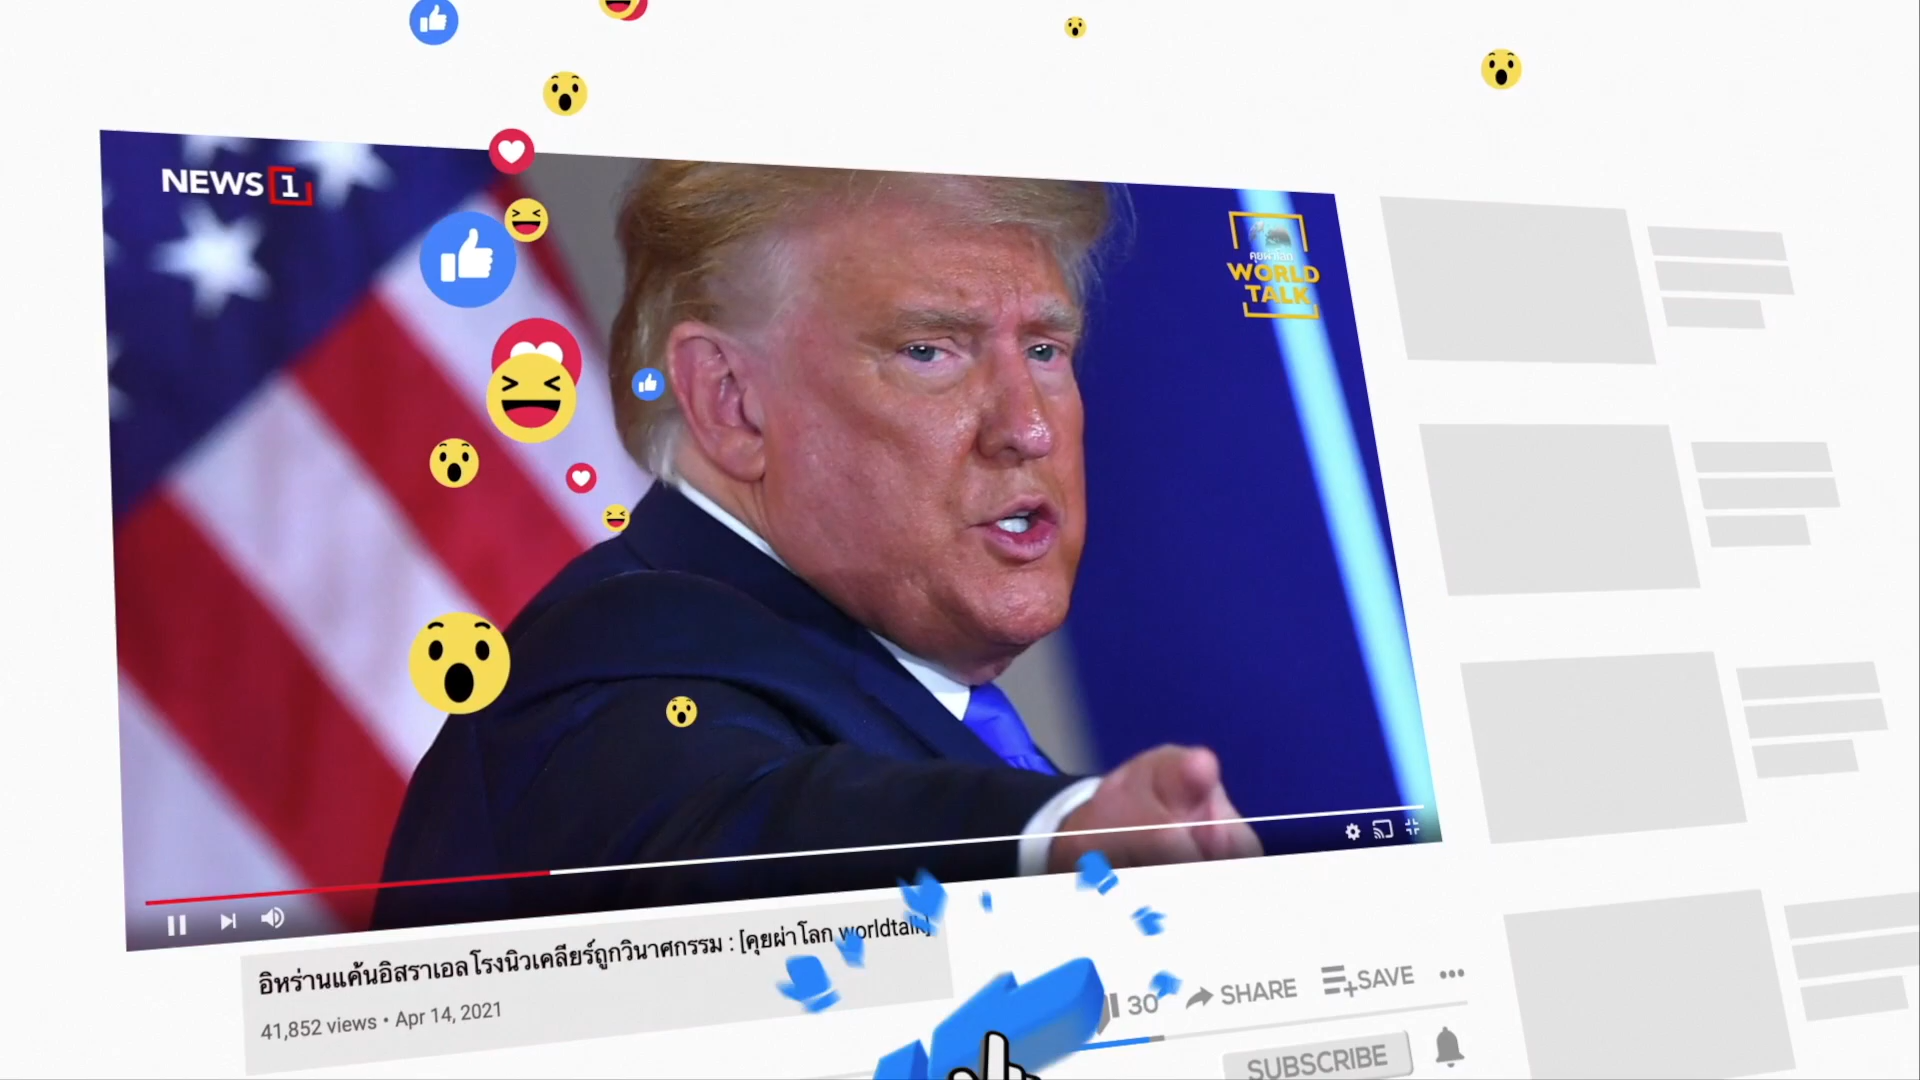 NEWS 1
คุยผ่าโลก
WORLD
TALK
อิหร่านแค้นอิสราเอลโรงนิวเคลียร์ถูกวินาศกรรม : [คุยผ่าโลก worldtalk]
41,852 views • Apr 14, 2021
30
SHARE
SAVE
SUBSCRIBE